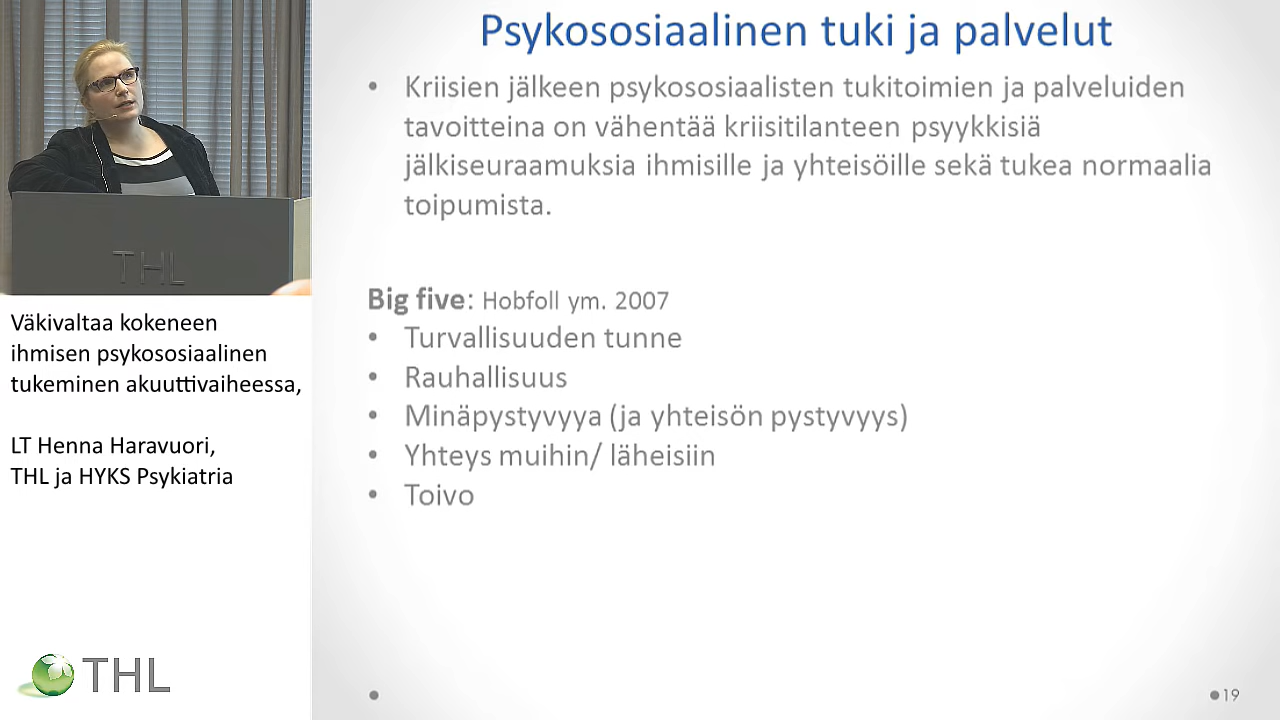 Psykososiaalinen tuki ja palvelut
• Kriisien jälkeen psykososiaalisten tukitoimien ja palveluiden
tavoitteina on vähentää kriisitilanteen psyykkisiä
jälkiseuraamuksia ihmisille ja yhteisöille sekä tukea normaalia
toipumista.
Big five: Hobfoll ym. 2007
• Turvallisuuden tunne
• Rauhallisuus
• Minäpystyvyya (ja yhteisön pystyvyys)
• Yhteys muihin/ läheisiin
• Toivo
19
THL
Väkivaltaa kokeneen
ihmisen psykososiaalinen
tukeminen akuuttivaiheessa,
LT Henna Haravuori,
THL ja HYKS Psykiatria
THL